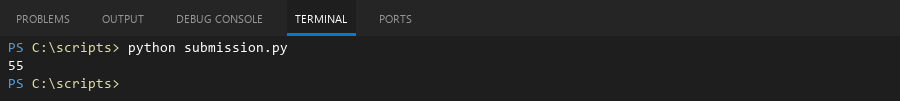 PROBLEMS OUTPUT DEBUG CONSOLE TERMINAL PORTS
PS C:\scripts> python submission.py
55
PS C:\scripts>